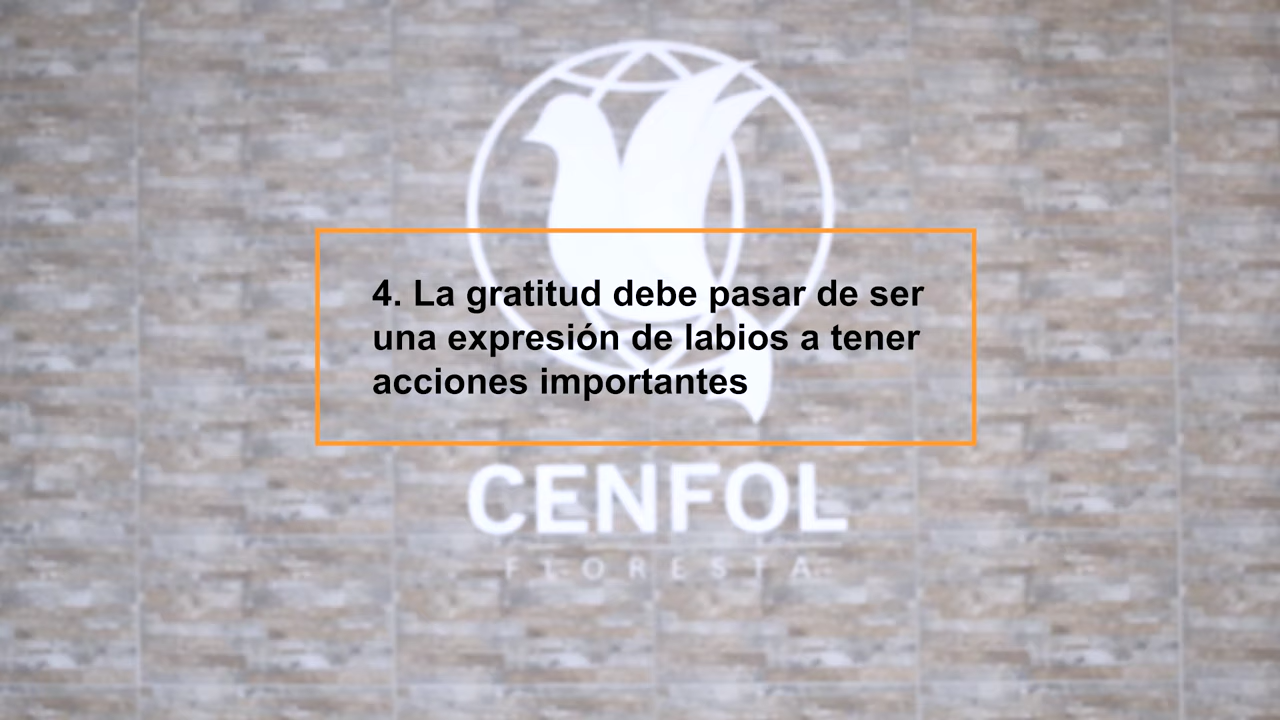 4. La gratitud debe pasar de ser
una expresión de labios a tener
acciones importantes
CENFOL
FLORESTA